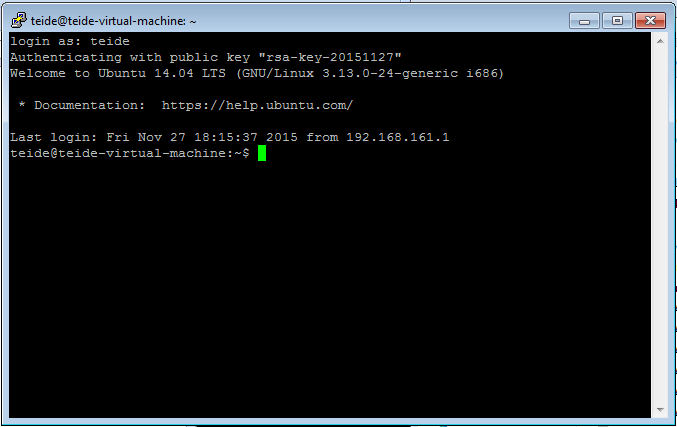 teide@teide-virtual-machine: ~
login as: teide
Authenticating with public key "rsa-key-20151127"
Welcome to Ubuntu 14.04 LTS (GNU/Linux 3.13.0-24-generic i686)
 * Documentation:  https://help.ubuntu.com/
Last login: Fri Nov 27 18:15:37 2015 from 192.168.161.1
teide@teide-virtual-machine:~$